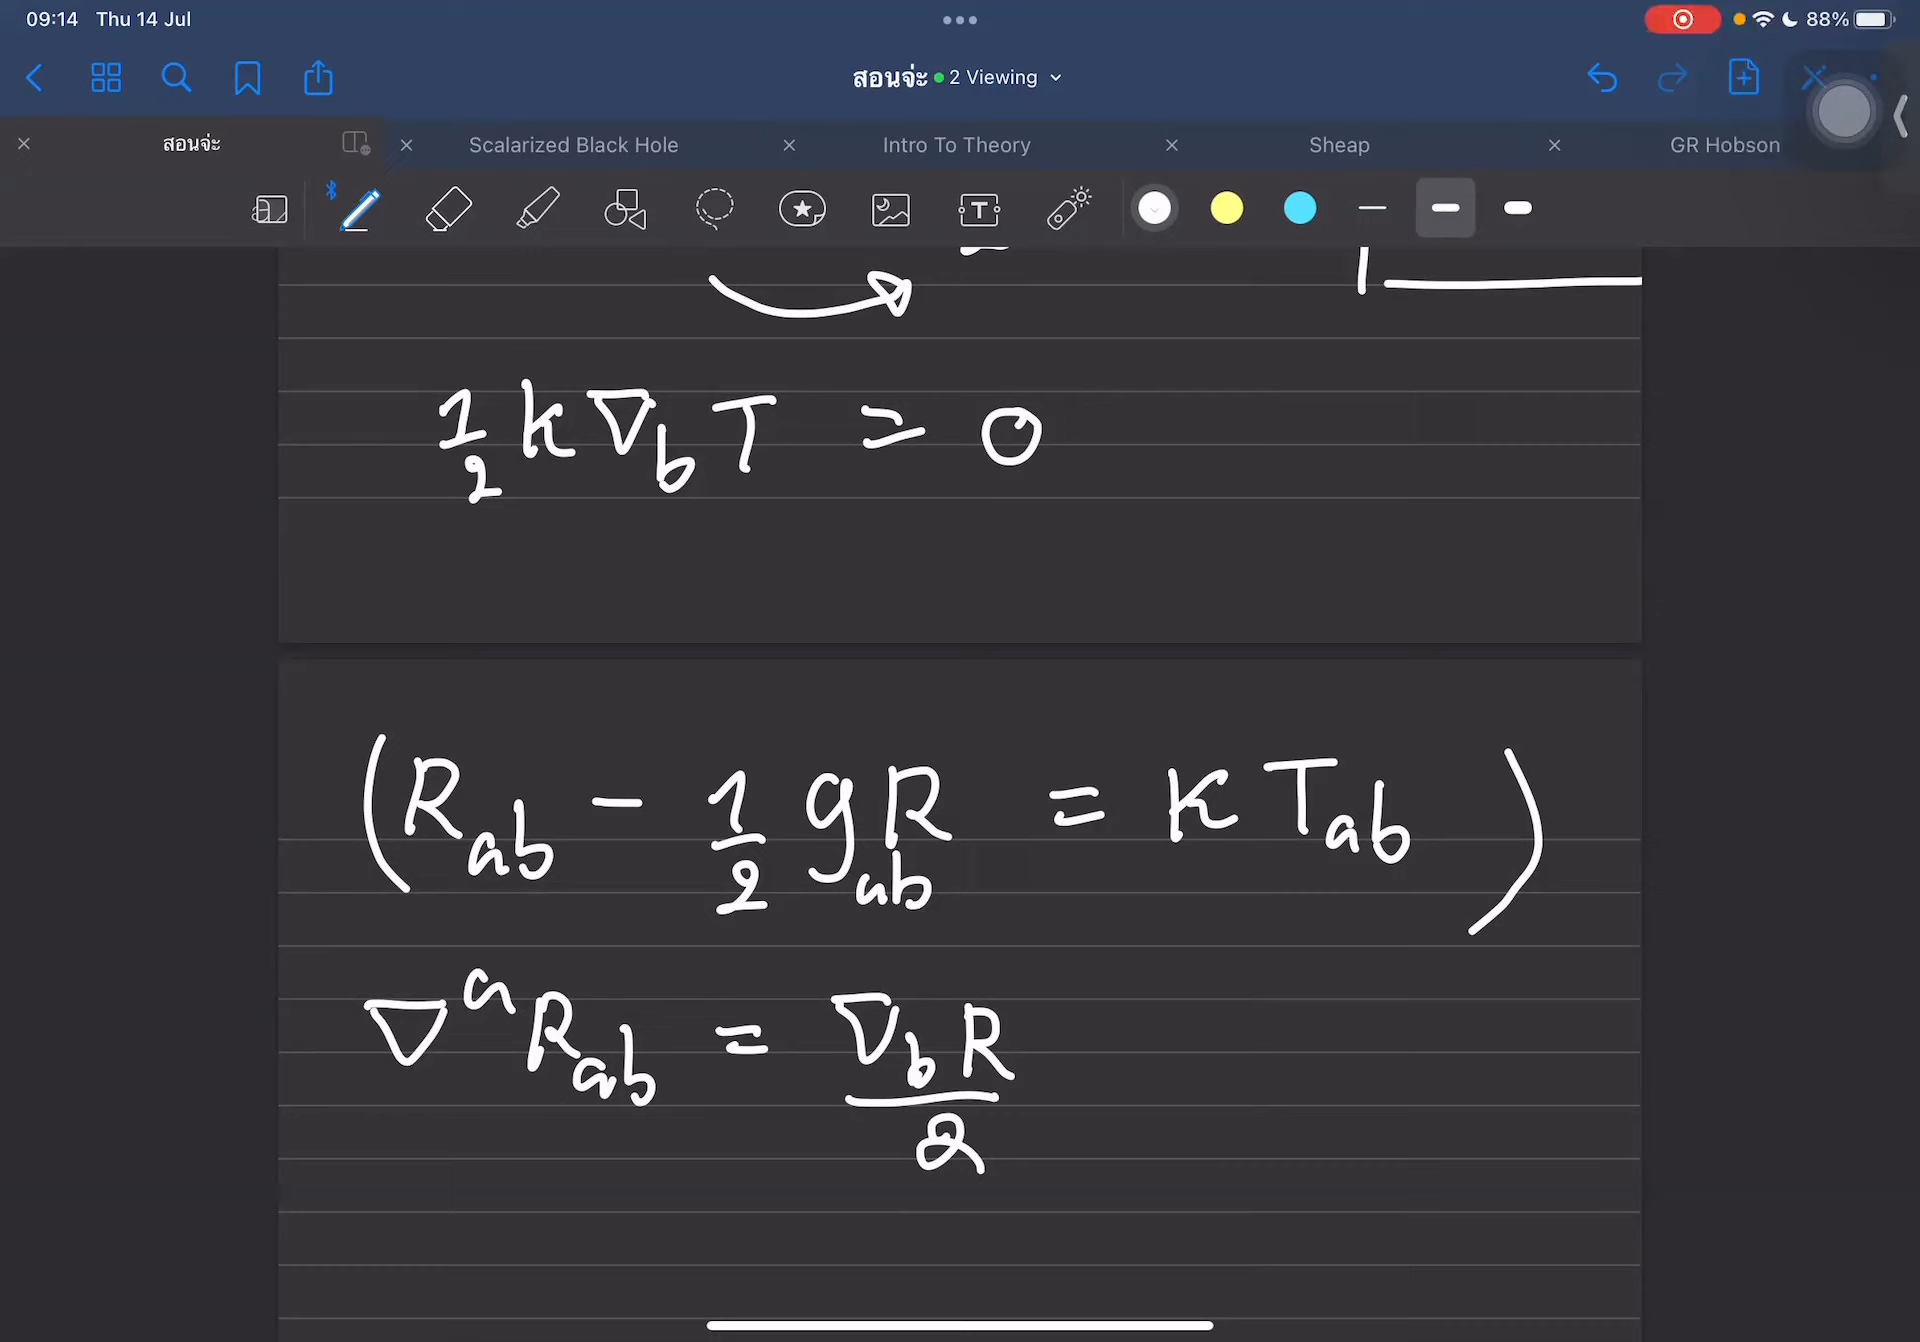 09:14 Thu 14 Jul
88%
สอนจ่ะ 2 Viewing
สอนจ่ะ Scalarized Black Hole Intro To Theory Sheap GR Hobson
1/2 k ∇_b T = 0
(R_ab - 1/2 g_ab R = K T_ab)
∇^a R_ab = ∇_b R / 2